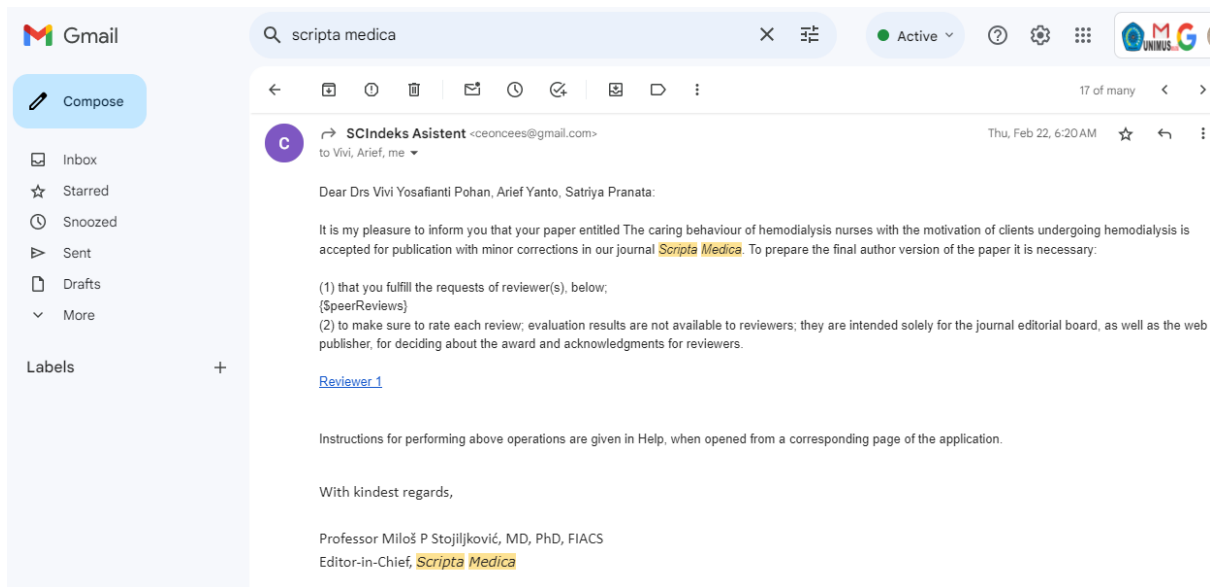 Gmail
scripta medica
Active
UNIMUS
Compose
17 of many
C
SCIndeks Asistent <ceoncees@gmail.com>
Thu, Feb 22, 6:20 AM
to Vivi, Arief, me
Inbox
Starred
Snoozed
Sent
Drafts
More
Labels
Dear Drs Vivi Yosafianti Pohan, Arief Yanto, Satriya Pranata:
It is my pleasure to inform you that your paper entitled The caring behaviour of hemodialysis nurses with the motivation of clients undergoing hemodialysis is
accepted for publication with minor corrections in our journal Scripta Medica. To prepare the final author version of the paper it is necessary:
(1) that you fulfill the requests of reviewer(s), below;
{$peerReviews}
(2) to make sure to rate each review; evaluation results are not available to reviewers; they are intended solely for the journal editorial board, as well as the web
publisher, for deciding about the award and acknowledgments for reviewers.
Reviewer 1
Instructions for performing above operations are given in Help, when opened from a corresponding page of the application.
With kindest regards,
Professor Miloš P Stojiljković, MD, PhD, FIACS
Editor-in-Chief, Scripta Medica